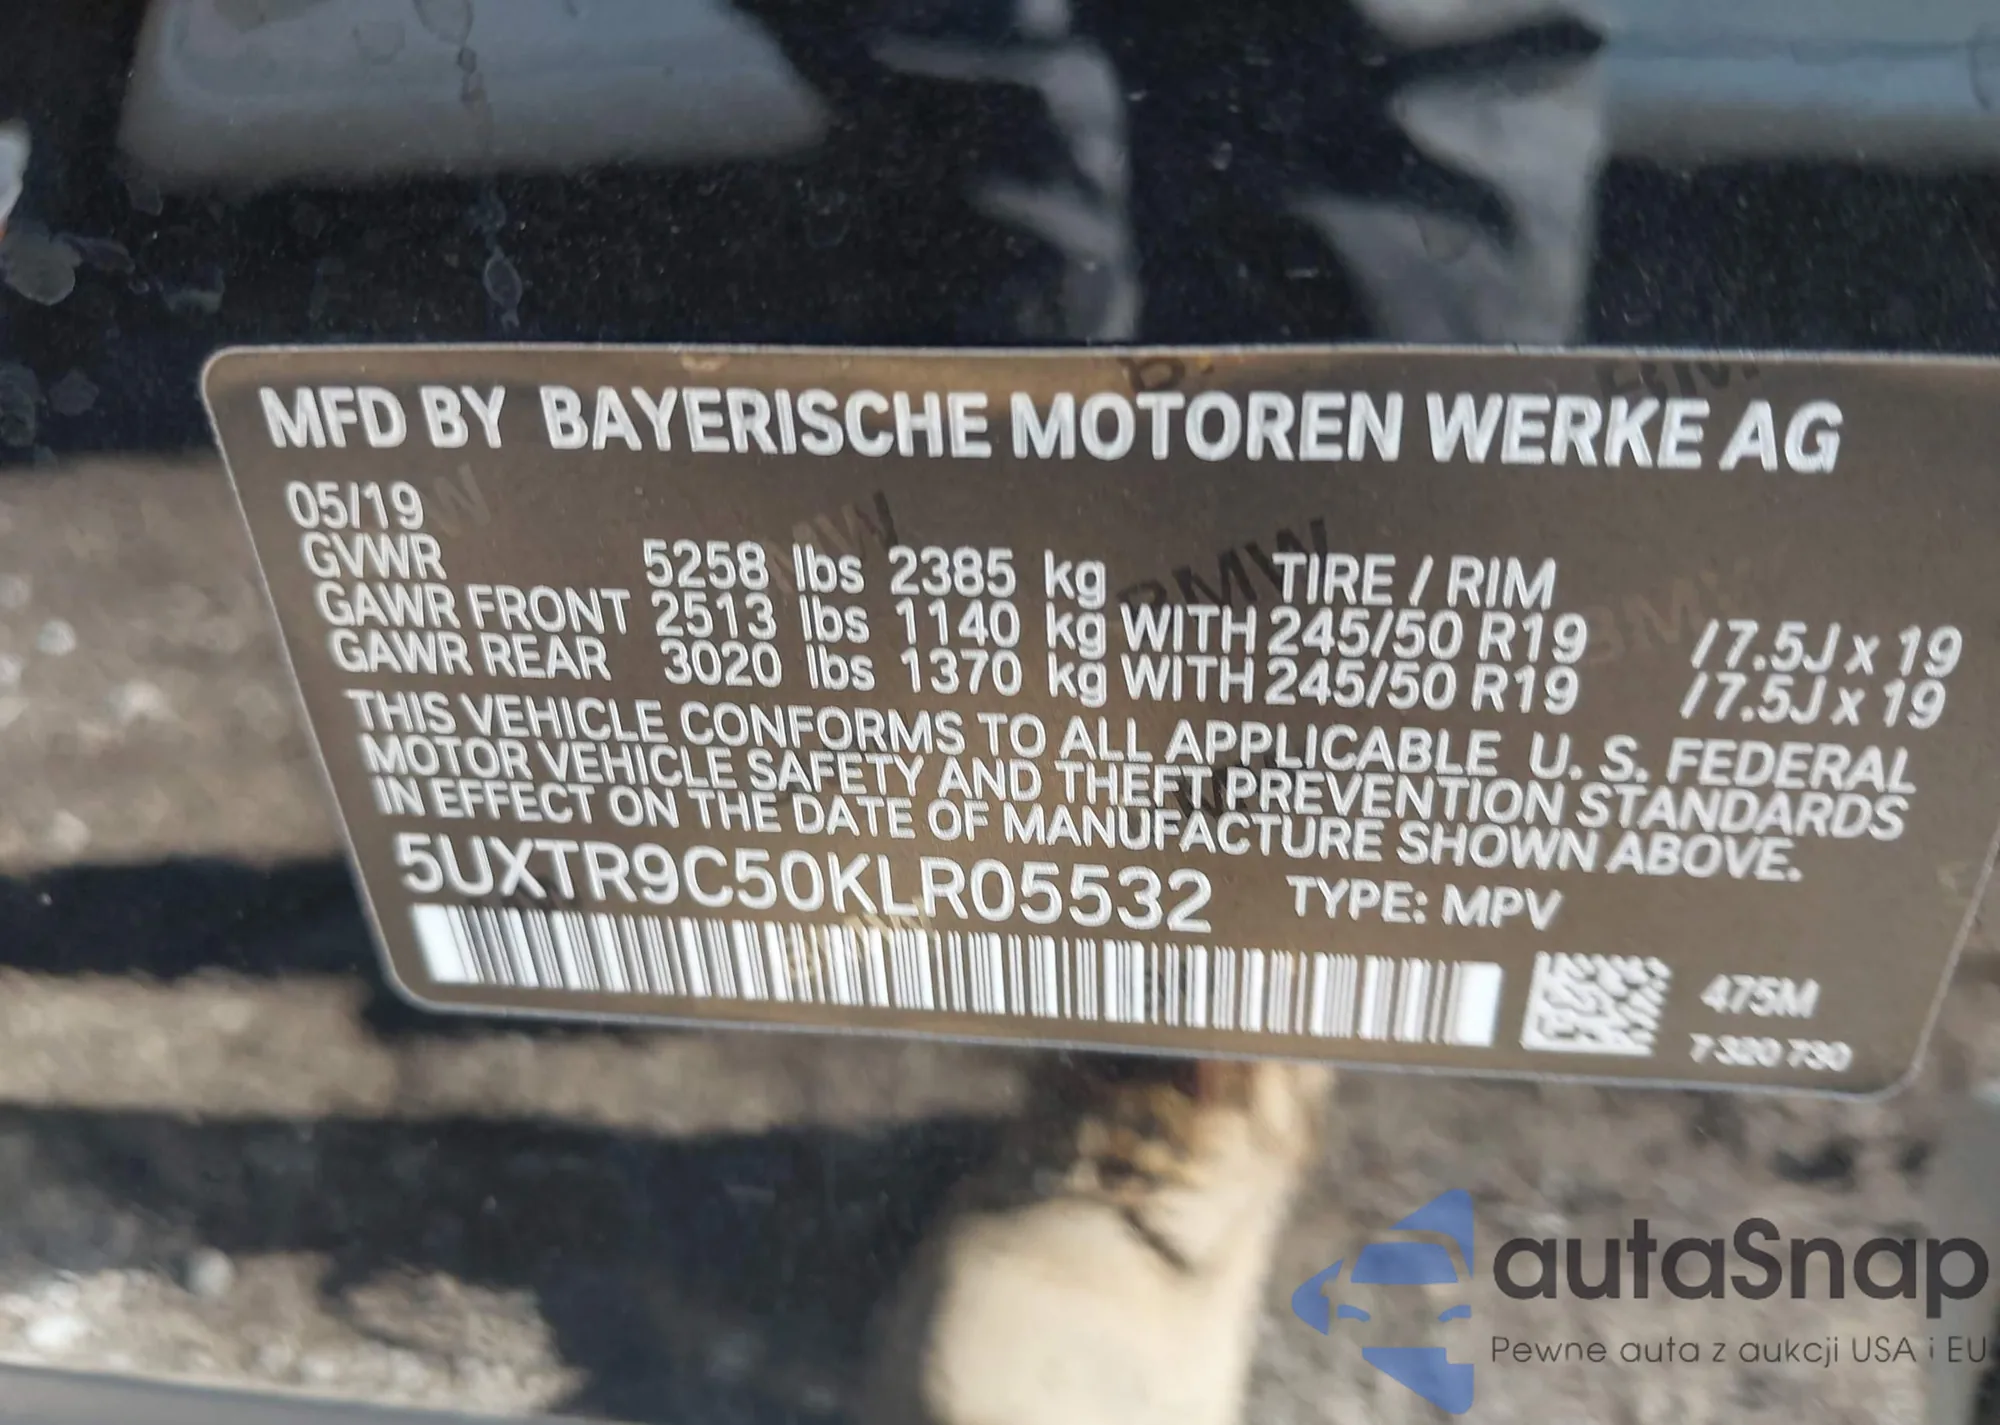 MFD BY BAYERISCHE MOTOREN WERKE AG
05/19
GVWR 5258 lbs 2385 kg TIRE / RIM
GAWR FRONT 2513 lbs 1140 kg WITH 245/50 R19 /7.5J x 19
GAWR REAR 3020 lbs 1370 kg WITH 245/50 R19 /7.5J x 19
THIS VEHICLE CONFORMS TO ALL APPLICABLE U. S. FEDERAL
MOTOR VEHICLE SAFETY AND THEFT PREVENTION STANDARDS
IN EFFECT ON THE DATE OF MANUFACTURE SHOWN ABOVE.
5UXTR9C50KLR05532 TYPE: MPV
475M
7 320 730
autaSnap
Pewne auta z aukcji USA i EU